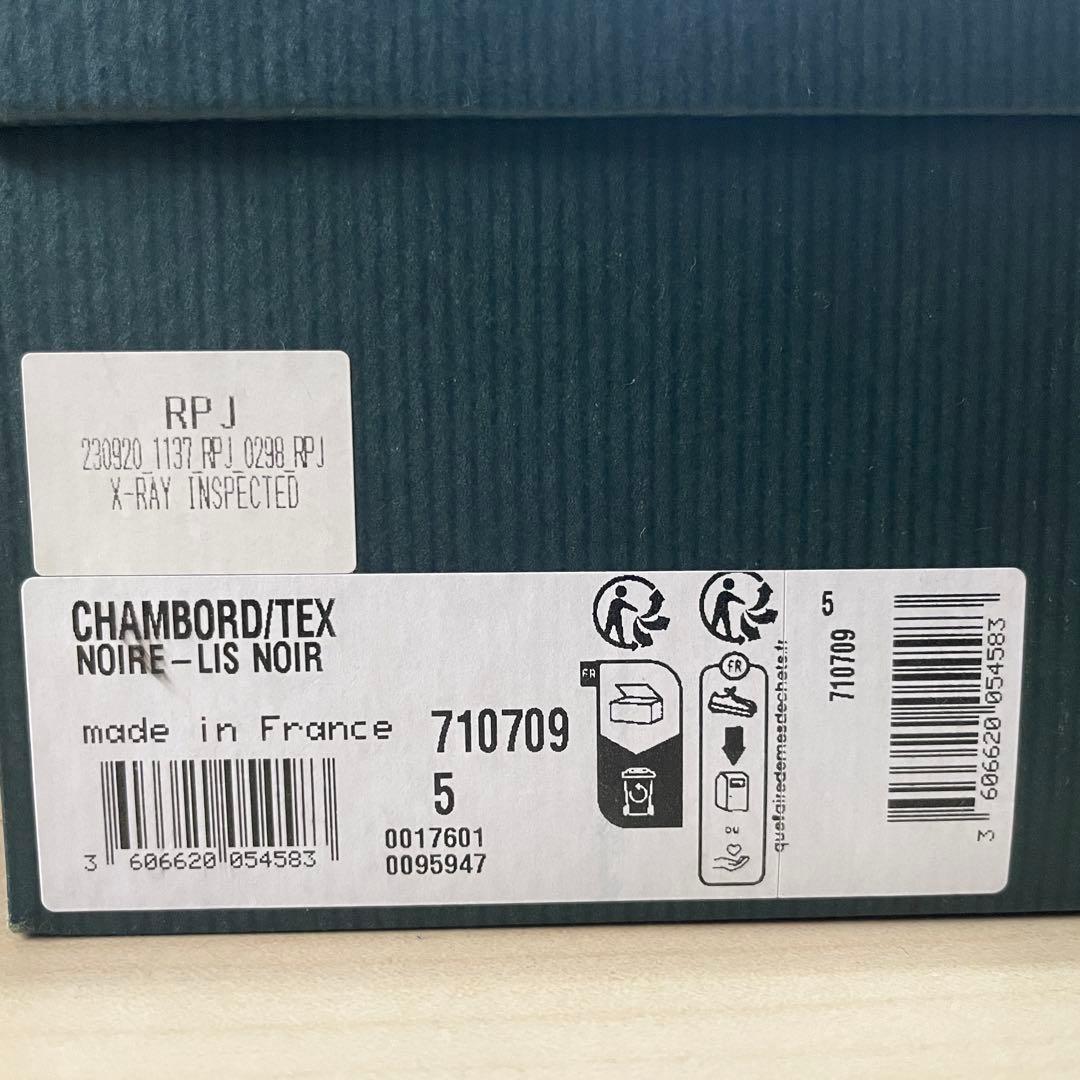 RPJ
230920_1137_RPJ_0298_RPJ
X-RAY INSPECTED
CHAMBORD/TEX
NOIRE-LIS NOIR
made in France
710709
5
0017601
0095947
3 606620 054583
FR
FR
OU
quefairedemesdechets.fr
5
710709
3 606620 054583